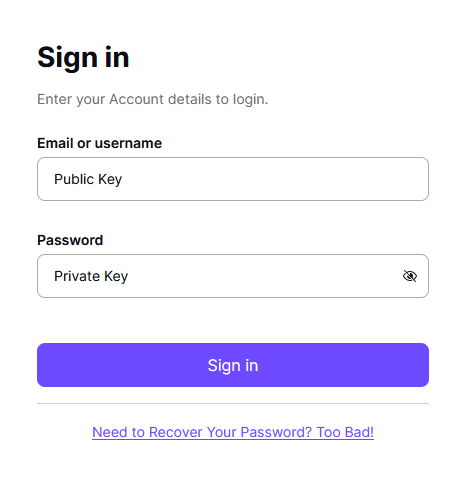 Sign in
Enter your Account details to login.
Email or username
Public Key
Password
Private Key
Sign in
Need to Recover Your Password? Too Bad!